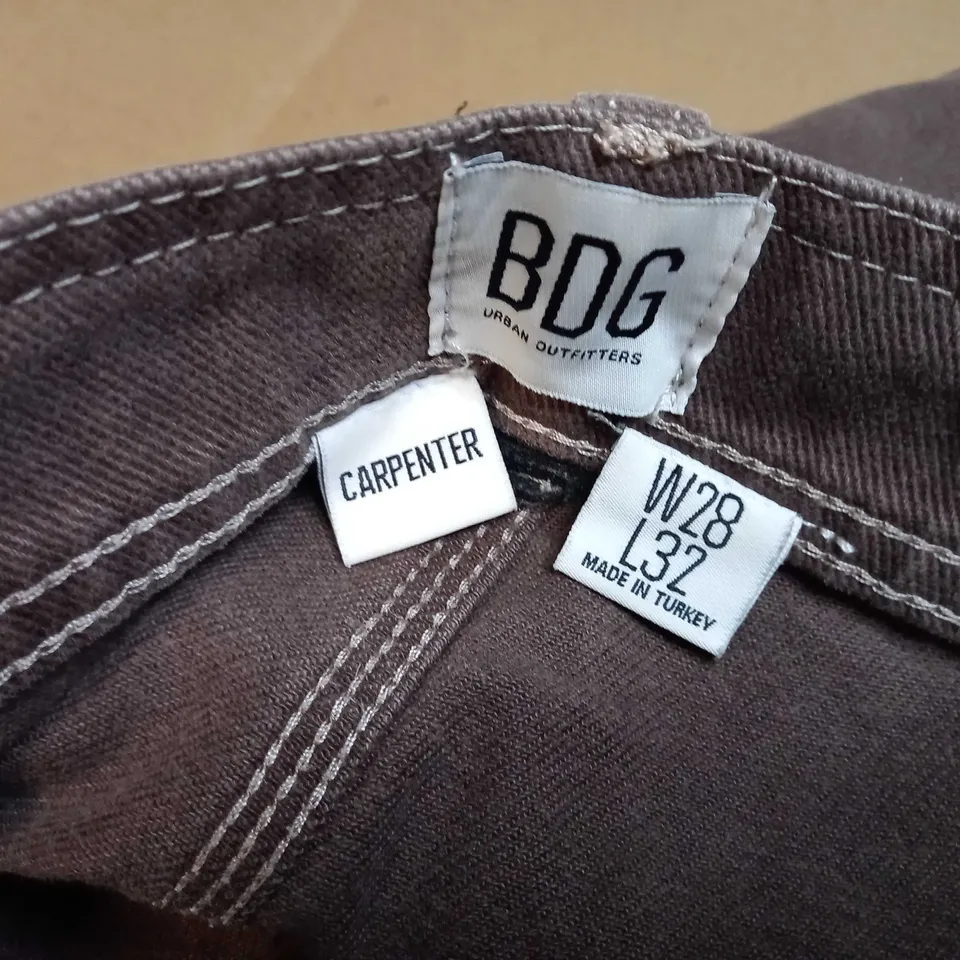 BDG
URBAN OUTFITTERS
CARPENTER
W28
L32
MADE IN TURKEY